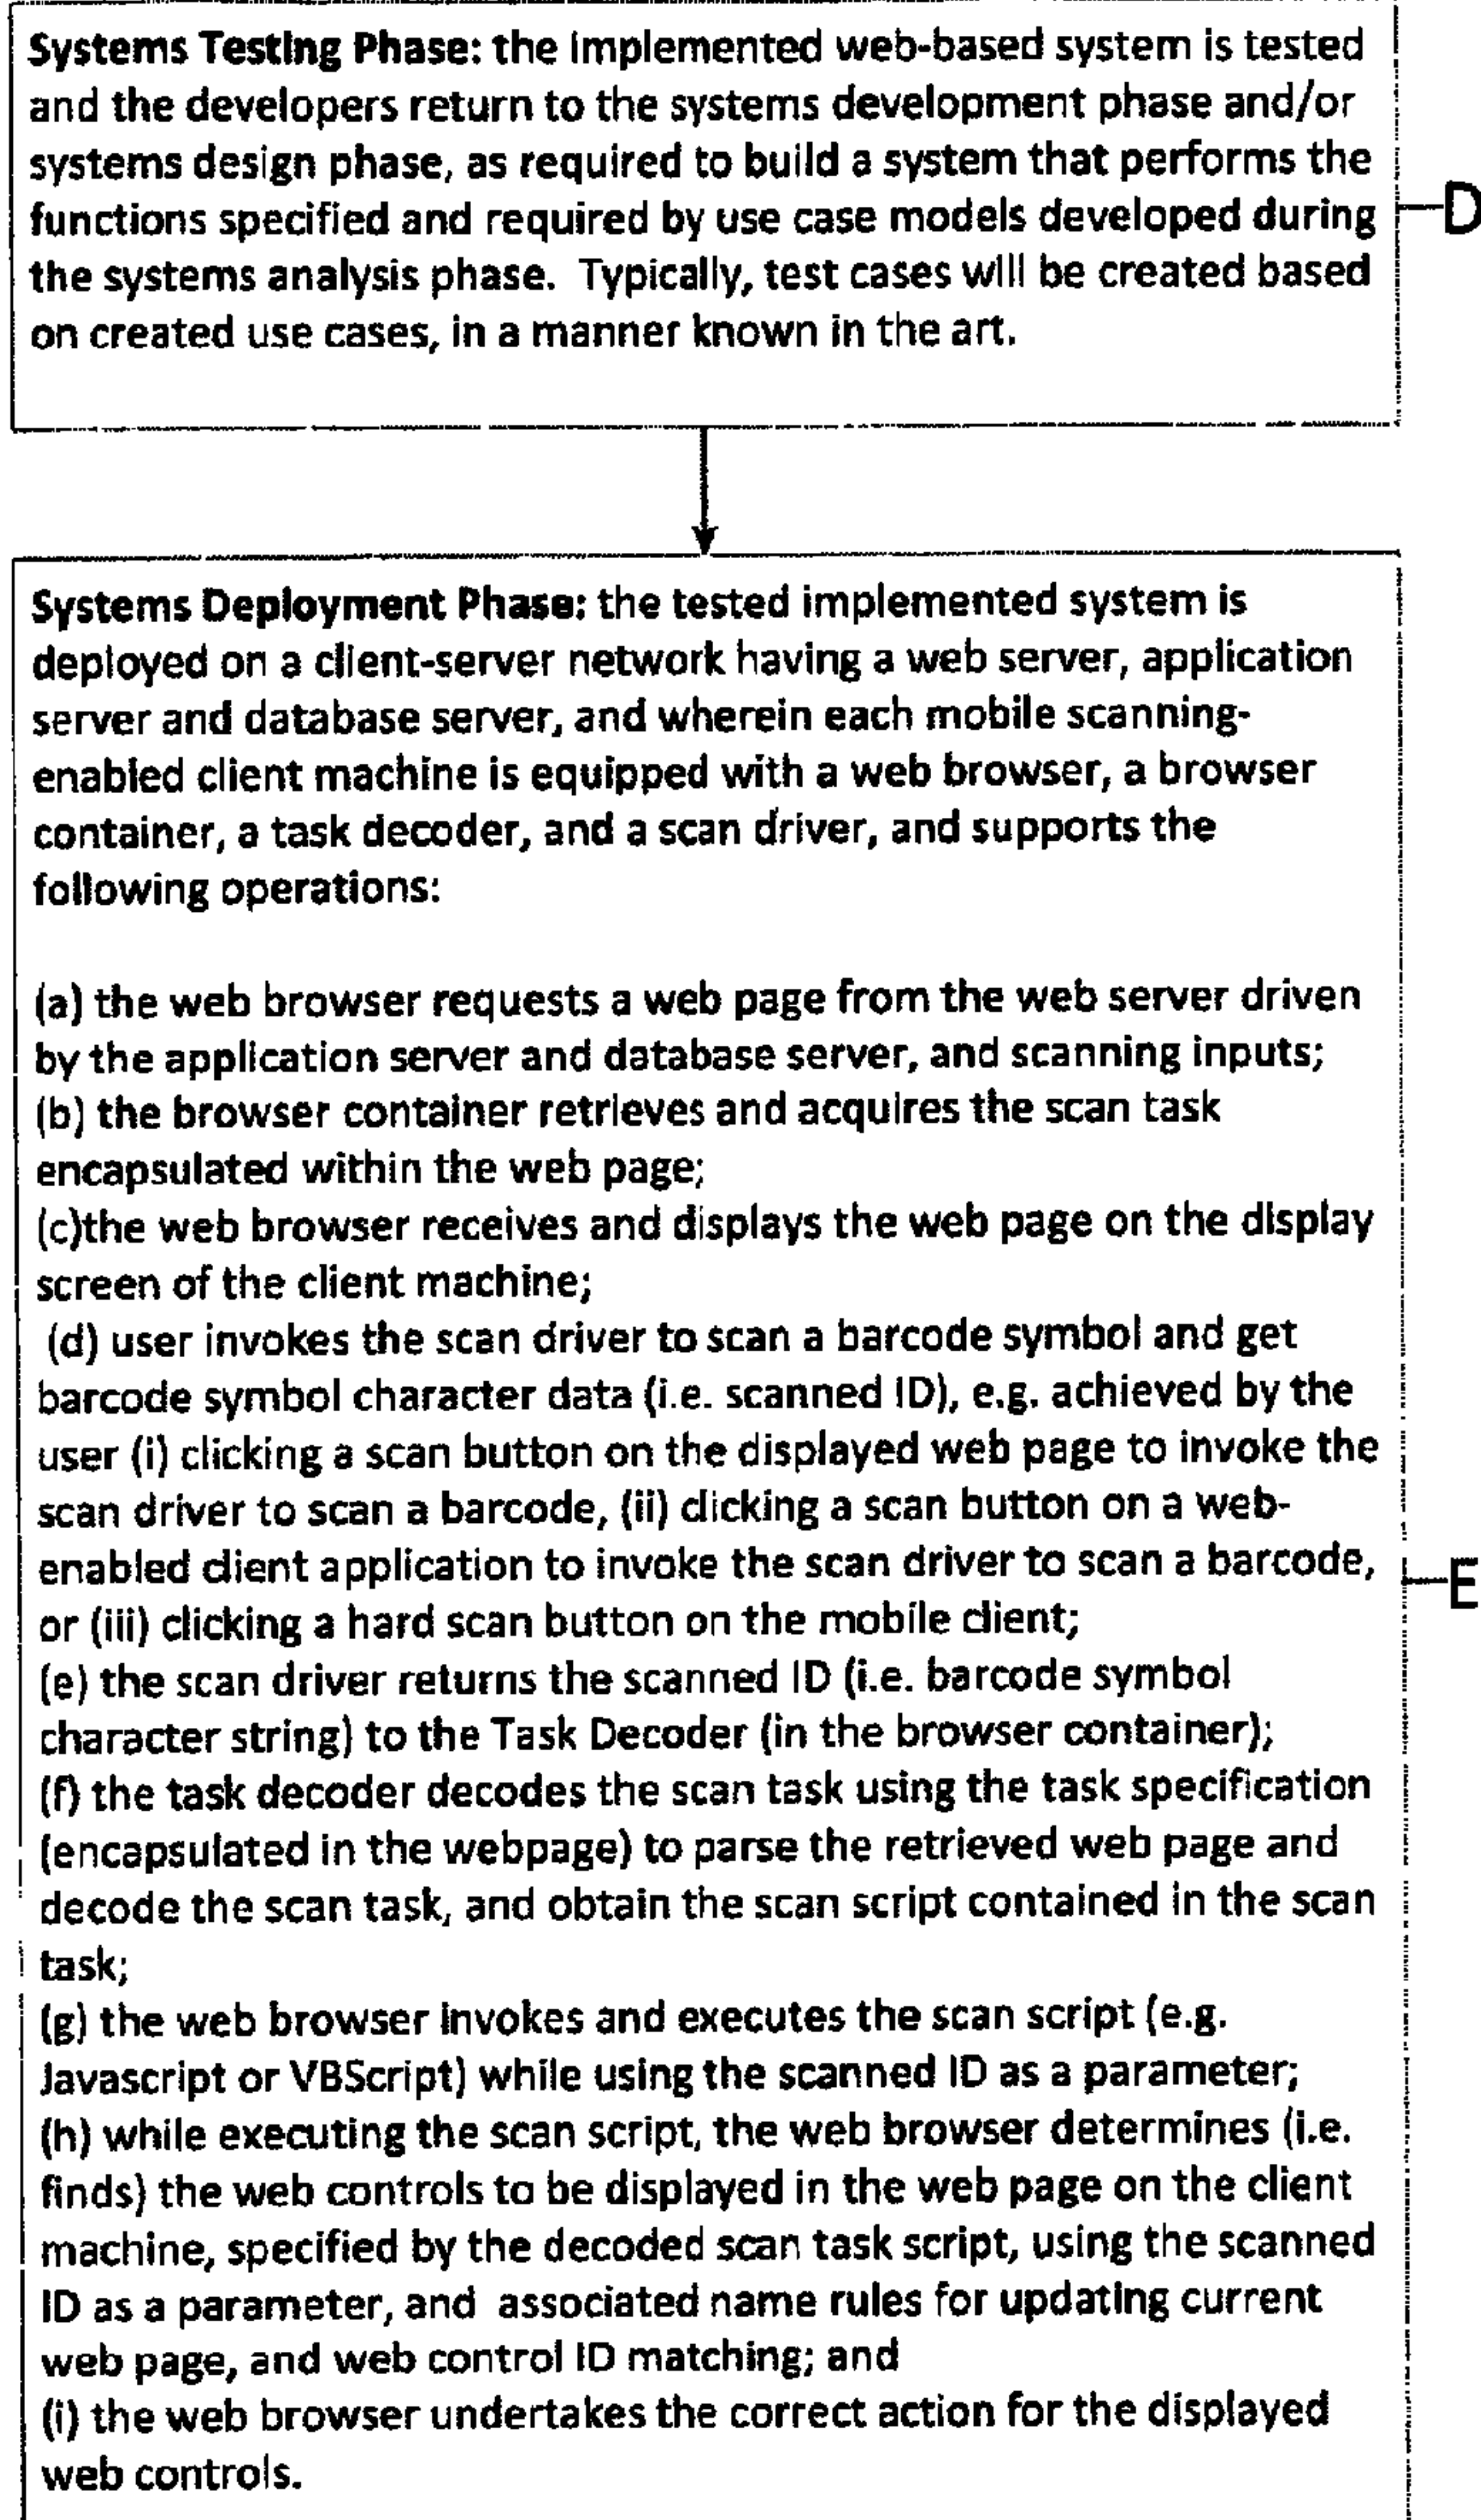 Systems Testing Phase: the implemented web-based system is tested
and the developers return to the systems development phase and/or
systems design phase, as required to build a system that performs the
functions specified and required by use case models developed during
the systems analysis phase.  Typically, test cases will be created based
on created use cases, in a manner known in the art.
D
Systems Deployment Phase: the tested implemented system is
deployed on a client-server network having a web server, application
server and database server, and wherein each mobile scanning-
enabled client machine is equipped with a web browser, a browser
container, a task decoder, and a scan driver, and supports the
following operations:
(a) the web browser requests a web page from the web server driven
by the application server and database server, and scanning inputs;
(b) the browser container retrieves and acquires the scan task
encapsulated within the web page;
(c)the web browser receives and displays the web page on the display
screen of the client machine;
(d) user invokes the scan driver to scan a barcode symbol and get
barcode symbol character data (i.e. scanned ID), e.g. achieved by the
user (i) clicking a scan button on the displayed web page to invoke the
scan driver to scan a barcode, (ii) clicking a scan button on a web-
enabled client application to invoke the scan driver to scan a barcode,
or (iii) clicking a hard scan button on the mobile client;
E
(e) the scan driver returns the scanned ID (i.e. barcode symbol
character string) to the Task Decoder (in the browser container);
(f) the task decoder decodes the scan task using the task specification
(encapsulated in the webpage) to parse the retrieved web page and
decode the scan task, and obtain the scan script contained in the scan
task;
(g) the web browser invokes and executes the scan script (e.g.
Javascript or VBScript) while using the scanned ID as a parameter;
(h) while executing the scan script, the web browser determines (i.e.
finds) the web controls to be displayed in the web page on the client
machine, specified by the decoded scan task script, using the scanned
ID as a parameter, and  associated name rules for updating current
web page, and web control ID matching; and
(i) the web browser undertakes the correct action for the displayed
web controls.